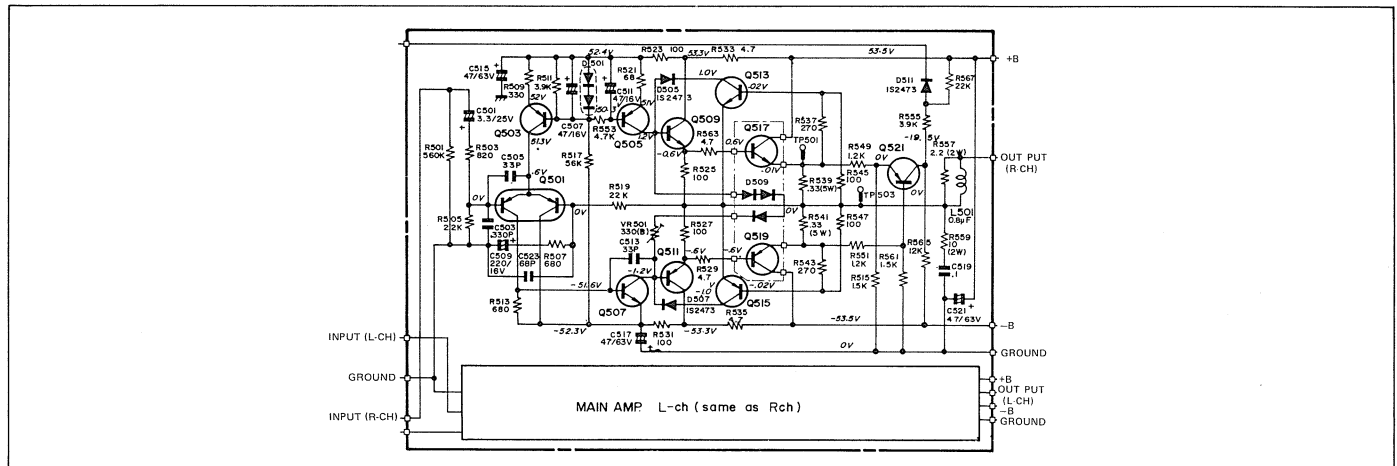 52.4V
R523 100
53.3V
R533 4.7
53.5V
+B
C515
47/63V
R509
330
R511
3.9K
D501
R521
68
D505
1S2473
1.0V
Q513
-.02V
D511
1S2473
R567
22K
C501
3.3/25V
52V
Q503
C507
47/16V
50.3
C511
47/16V
51V
R553
4.7K
Q505
1.2V
Q509
R563
4.7
Q517
R537
270
TP501
R555
3.9K
-19.5V
R557
2.2 (2W)
OUT PUT
(R-CH)
R501
560K
R503
820
51.3V
C505
33P
.6V
Q501
R517
56K
-0.6V
R525
100
0.6V
.01V
R549
1.2K
0V
Q521
R545
100
R539
.33(5W)
TP503
0V
L501
0.8μF
D509
0V
0V
R519
22K
0V
R505
2.2K
C503
330P
C509
220/
16V
C523
68P
R507
680
VR501
330(B)
C513
33P
R527
100
R541
.33
(5W)
R547
100
R559
10
(2W)
Q519
Q511
-.6V
-.6V
R529
4.7
R543
270
R551
1.2K
R561
1.5K
R565
12K
C519
.1
R515
1.5K
C521
47/63V
-1.2V
-51.6V
Q507
D507
1S2473
-1.0
V
-.02V
Q515
R513
680
R535
4.7
-52.3V
R531
100
-53.3V
-53.5V
-B
C517
47/63V
0V
GROUND
INPUT (L-CH)
GROUND
INPUT (R-CH)
MAIN AMP. L-ch (same as Rch)
+B
OUT PUT
(L-CH)
-B
GROUND